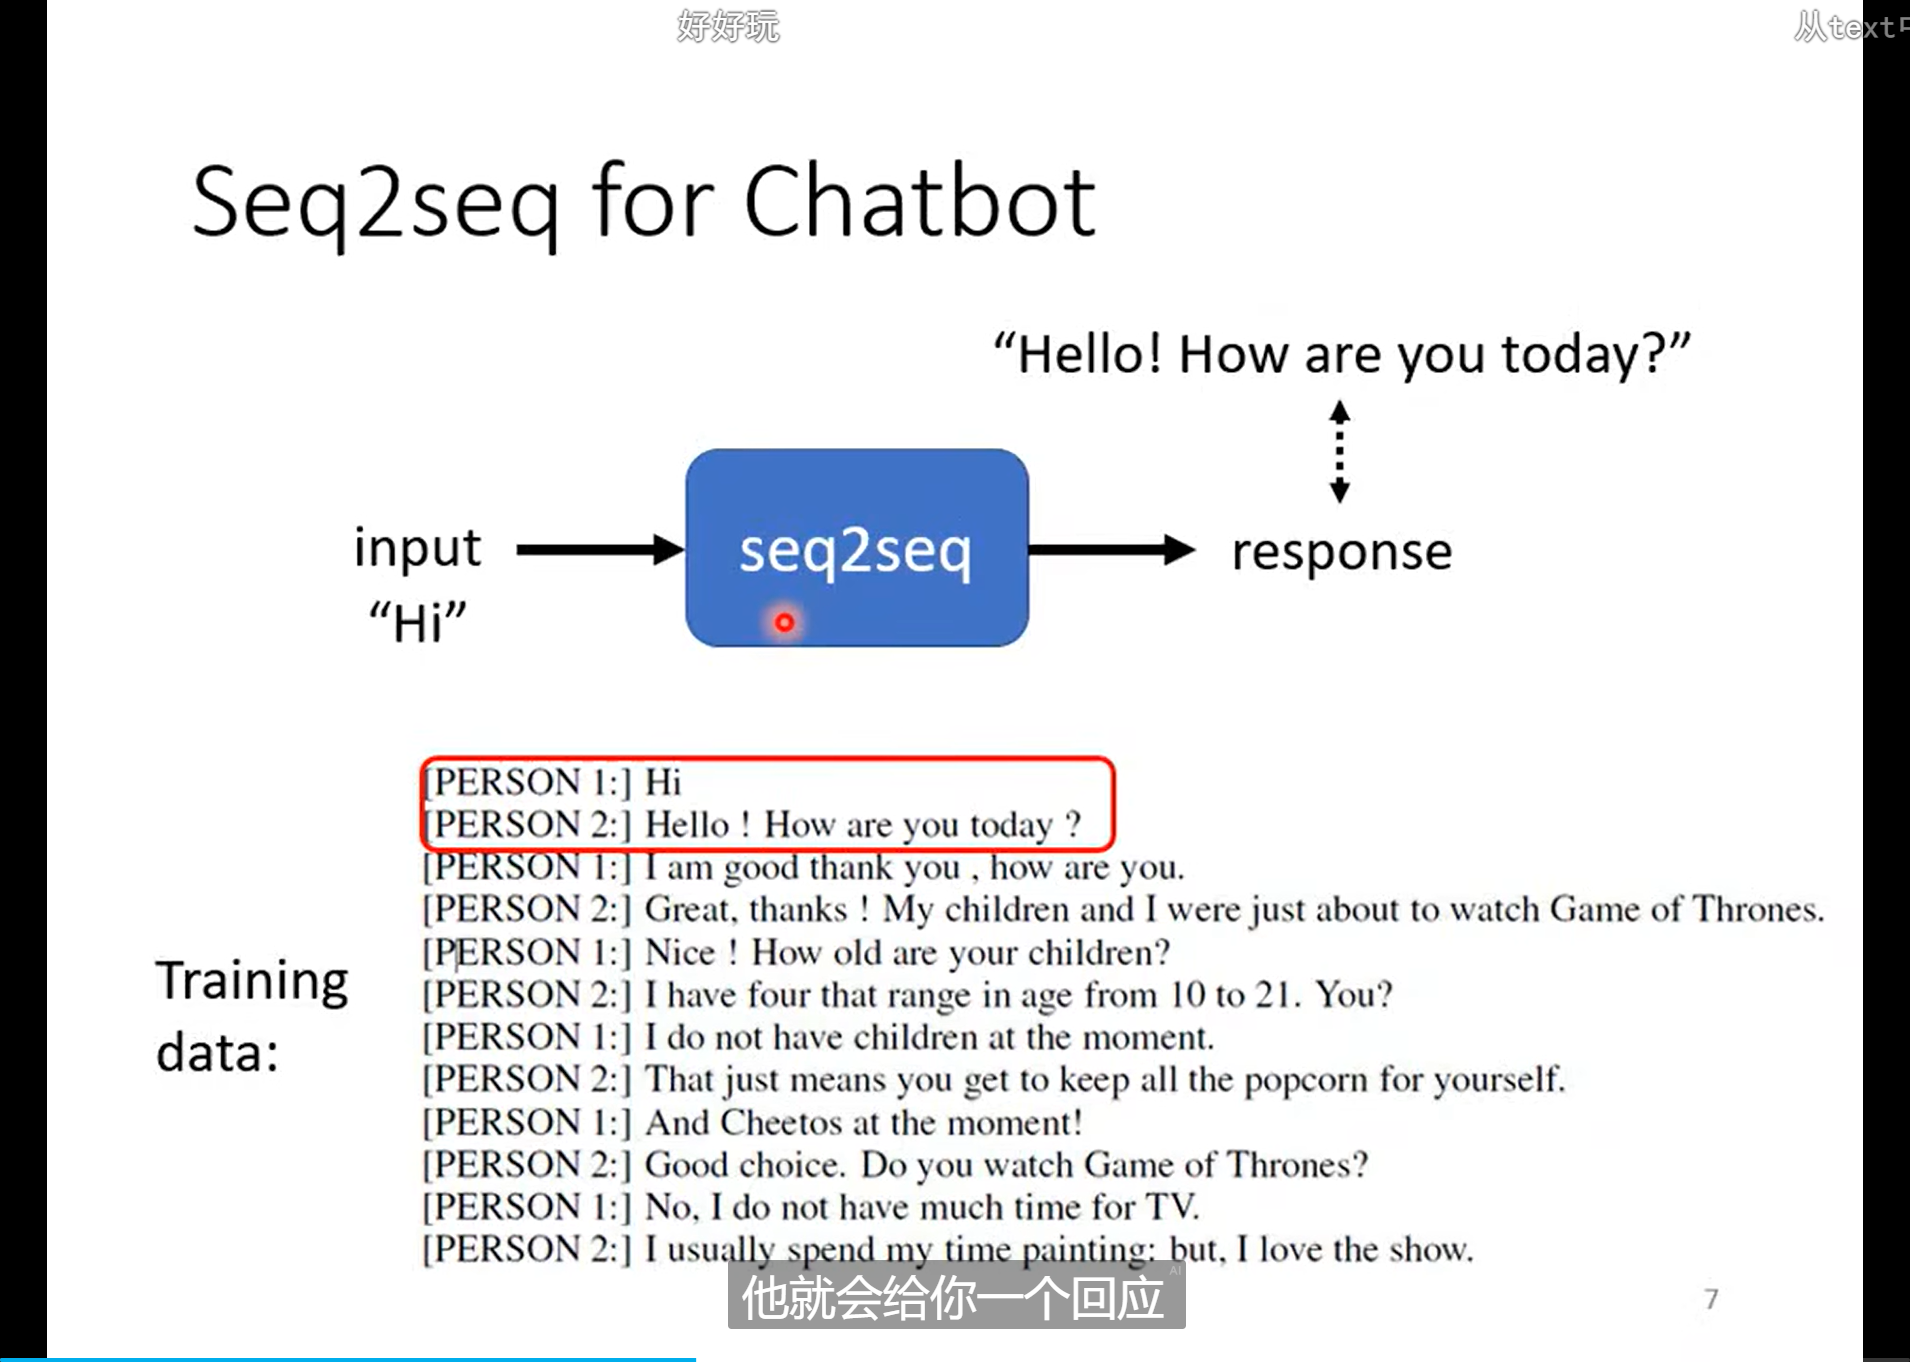 好好玩
从text中
Seq2seq for Chatbot
“Hello! How are you today?”
input
“Hi”
seq2seq
response
Training
data:
[PERSON 1:] Hi
[PERSON 2:] Hello ! How are you today ?
[PERSON 1:] I am good thank you , how are you.
[PERSON 2:] Great, thanks ! My children and I were just about to watch Game of Thrones.
[PERSON 1:] Nice ! How old are your children?
[PERSON 2:] I have four that range in age from 10 to 21. You?
[PERSON 1:] I do not have children at the moment.
[PERSON 2:] That just means you get to keep all the popcorn for yourself.
[PERSON 1:] And Cheetos at the moment!
[PERSON 2:] Good choice. Do you watch Game of Thrones?
[PERSON 1:] No, I do not have much time for TV.
[PERSON 2:] I usually spend my time painting: but, I love the show.
他就会给你一个回应
AI
7